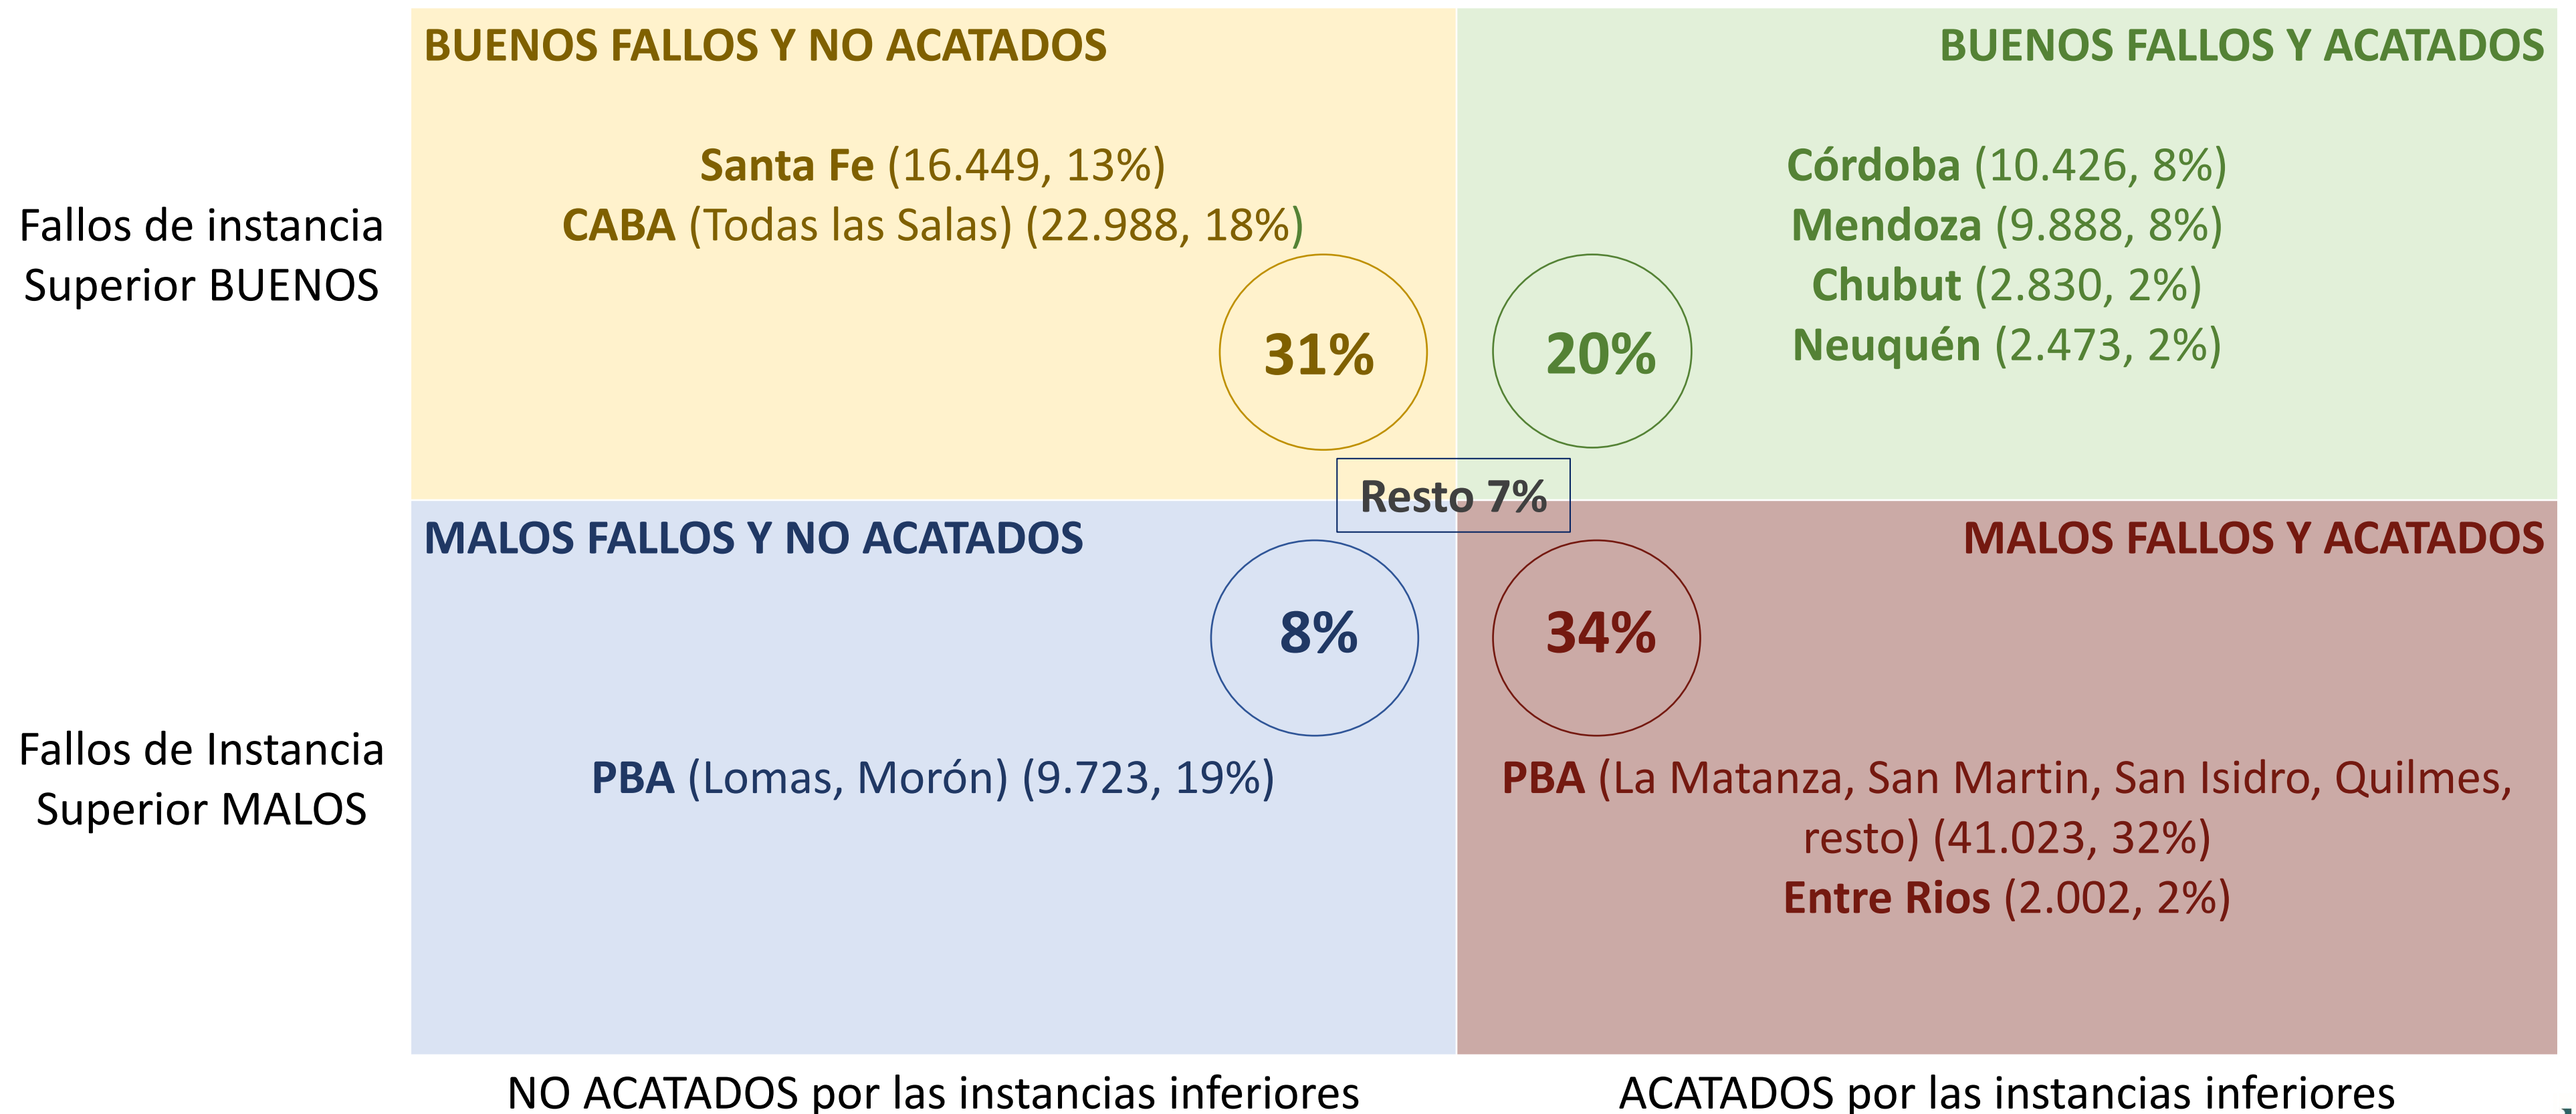 BUENOS FALLOS Y NO ACATADOS
BUENOS FALLOS Y ACATADOS
Fallos de instancia
Superior BUENOS
Santa Fe (16.449, 13%)
CABA (Todas las Salas) (22.988, 18%)
31%
Córdoba (10.426, 8%)
Mendoza (9.888, 8%)
Chubut (2.830, 2%)
Neuquén (2.473, 2%)
20%
Resto 7%
MALOS FALLOS Y NO ACATADOS
MALOS FALLOS Y ACATADOS
Fallos de Instancia
Superior MALOS
8%
PBA (Lomas, Morón) (9.723, 19%)
34%
PBA (La Matanza, San Martin, San Isidro, Quilmes,
resto) (41.023, 32%)
Entre Rios (2.002, 2%)
NO ACATADOS por las instancias inferiores
ACATADOS por las instancias inferiores